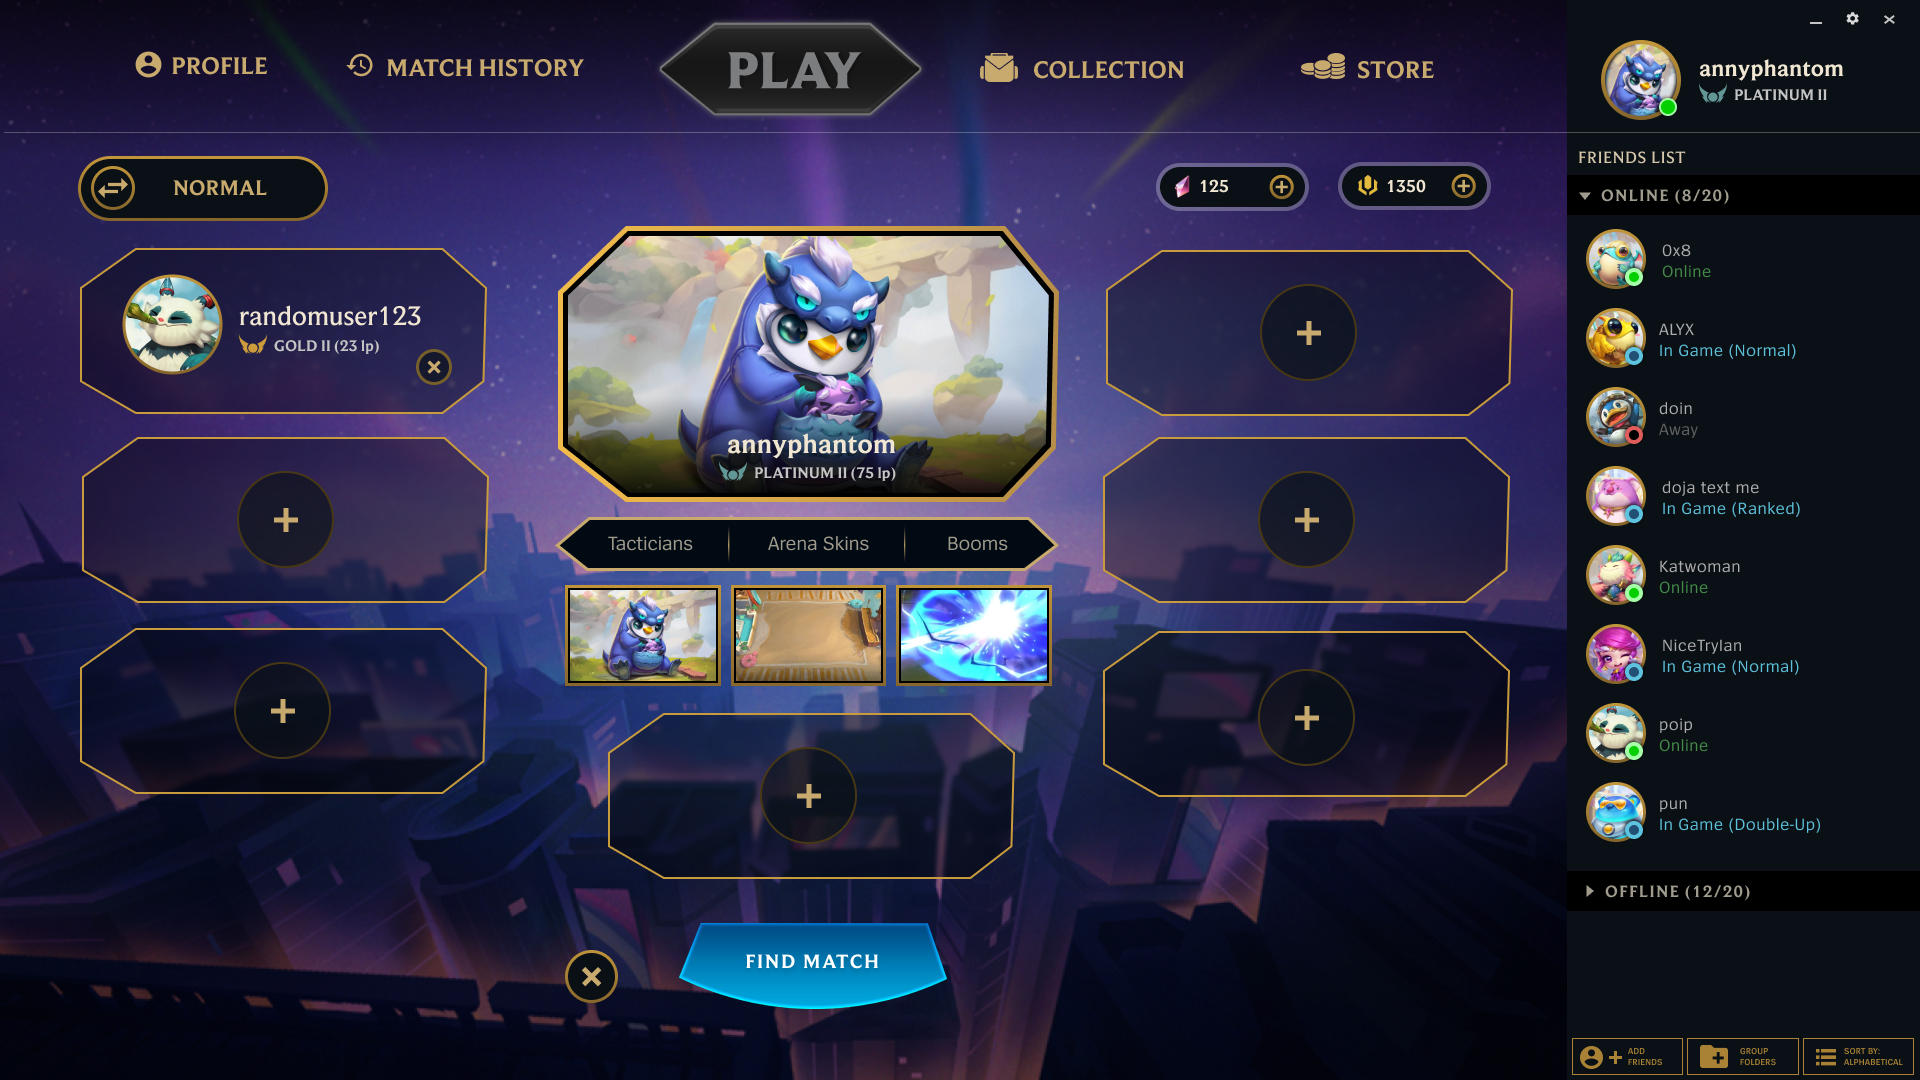 PROFILE
MATCH HISTORY
PLAY
COLLECTION
STORE
annyphantom
PLATINUM II
NORMAL
125
1350
FRIENDS LIST
ONLINE (8/20)
randomuser123
GOLD II (23 lp)
annyphantom
PLATINUM II (75 lp)
Tacticians
Arena Skins
Booms
FIND MATCH
0x8
Online
ALYX
In Game (Normal)
doin
Away
doja text me
In Game (Ranked)
Katwoman
Online
NiceTryIan
In Game (Normal)
poip
Online
pun
In Game (Double-Up)
OFFLINE (12/20)
ADD
FRIENDS
GROUP
FOLDERS
SORT BY:
ALPHABETICAL